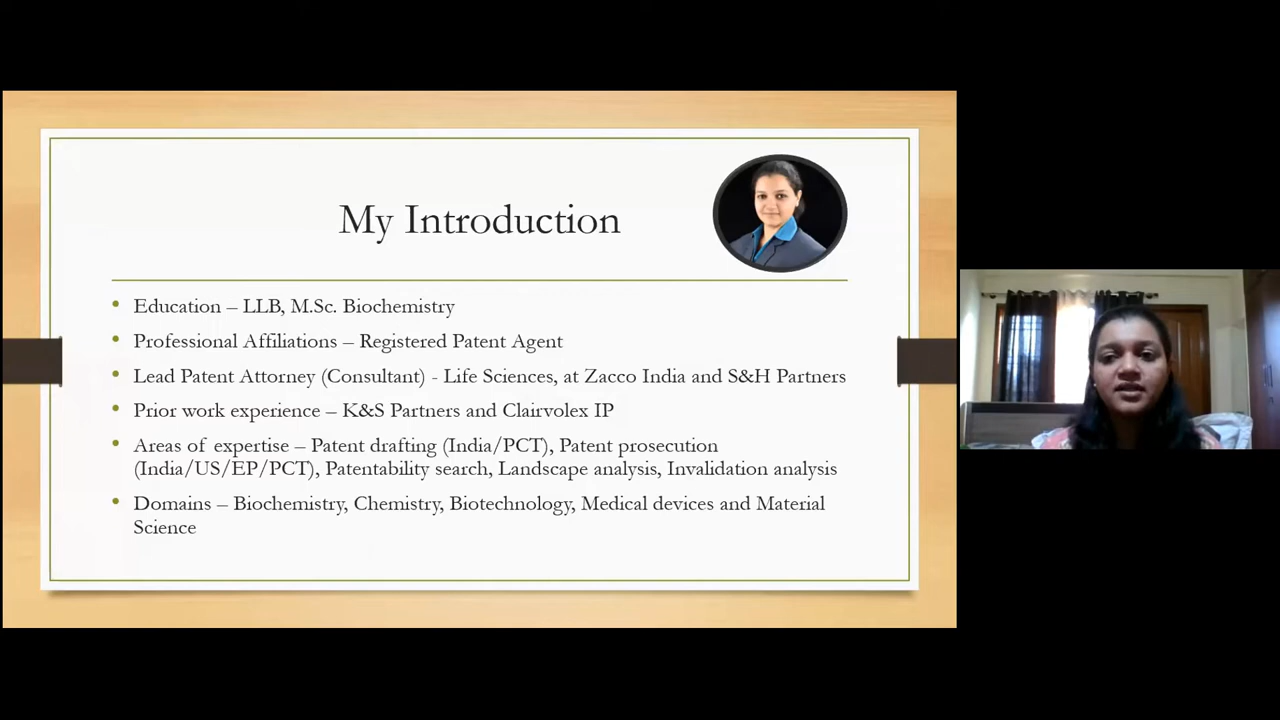 My Introduction
• Education – LLB, M.Sc. Biochemistry
• Professional Affiliations – Registered Patent Agent
• Lead Patent Attorney (Consultant) - Life Sciences, at Zacco India and S&H Partners
• Prior work experience – K&S Partners and Clairvolex IP
• Areas of expertise – Patent drafting (India/PCT), Patent prosecution
(India/US/EP/PCT), Patentability search, Landscape analysis, Invalidation analysis
• Domains – Biochemistry, Chemistry, Biotechnology, Medical devices and Material
Science